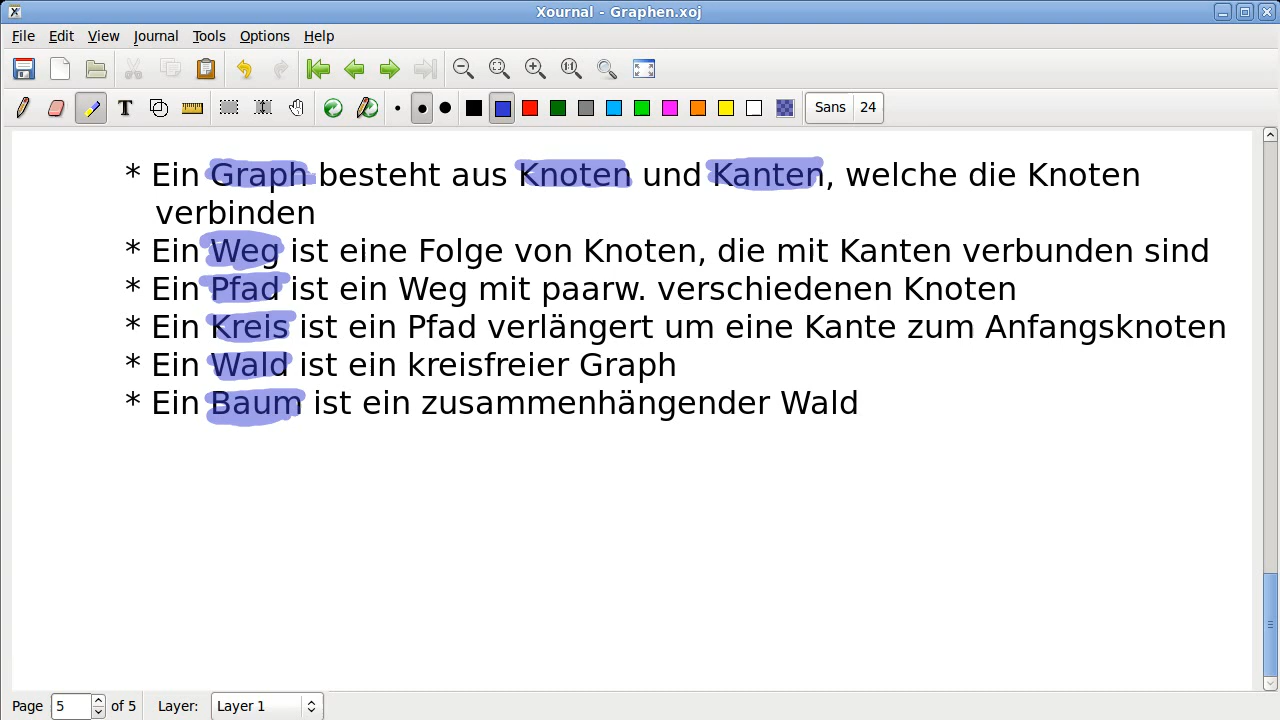 Xournal - Graphen.xoj
File Edit View Journal Tools Options Help
Sans 24
* Ein Graph besteht aus Knoten und Kanten, welche die Knoten
verbinden
* Ein Weg ist eine Folge von Knoten, die mit Kanten verbunden sind
* Ein Pfad ist ein Weg mit paarw. verschiedenen Knoten
* Ein Kreis ist ein Pfad verlängert um eine Kante zum Anfangsknoten
* Ein Wald ist ein kreisfreier Graph
* Ein Baum ist ein zusammenhängender Wald
Page 5 of 5 Layer: Layer 1